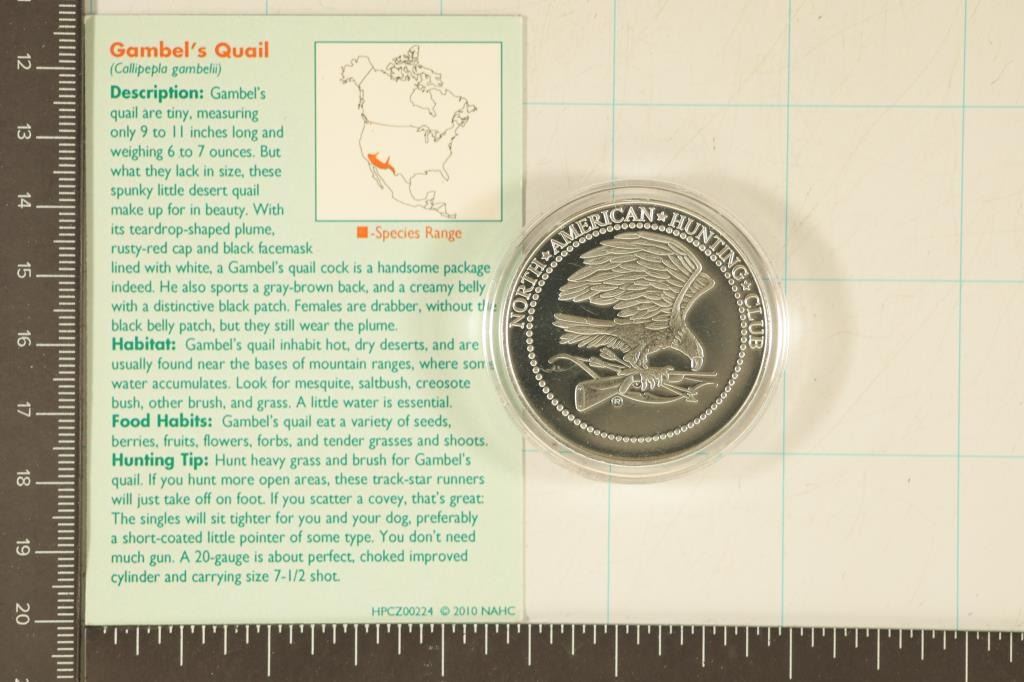 Gambel's Quail
(Callipepla gambelii)
Description: Gambel's
quail are tiny, measuring
only 9 to 11 inches long and
weighing 6 to 7 ounces. But
what they lack in size, these
spunky little desert quail
make up for in beauty. With
its teardrop-shaped plume,
rusty-red cap and black facemask
lined with white, a Gambel's quail cock is a handsome package
indeed. He also sports a gray-brown back, and a creamy belly
with a distinctive black patch. Females are drabber, without the
black belly patch, but they still wear the plume.
Habitat: Gambel's quail inhabit hot, dry deserts, and are
usually found near the bases of mountain ranges, where some
water accumulates. Look for mesquite, saltbush, creosote
bush, other brush, and grass. A little water is essential.
Food Habits: Gambel's quail eat a variety of seeds,
berries, fruits, flowers, forbs, and tender grasses and shoots.
Hunting Tip: Hunt heavy grass and brush for Gambel's
quail. If you hunt more open areas, these track-star runners
will just take off on foot. If you scatter a covey, that's great:
The singles will sit tighter for you and your dog, preferably
a short-coated little pointer of some type. You don't need
much gun. A 20-gauge is about perfect, choked improved
cylinder and carrying size 7-1/2 shot.
HPCZ00224 © 2010 NAHC
-Species Range
NORTH ★ AMERICAN ★ HUNTING ★ CLUB
®
12
13
14
15
16
17
18
19
20